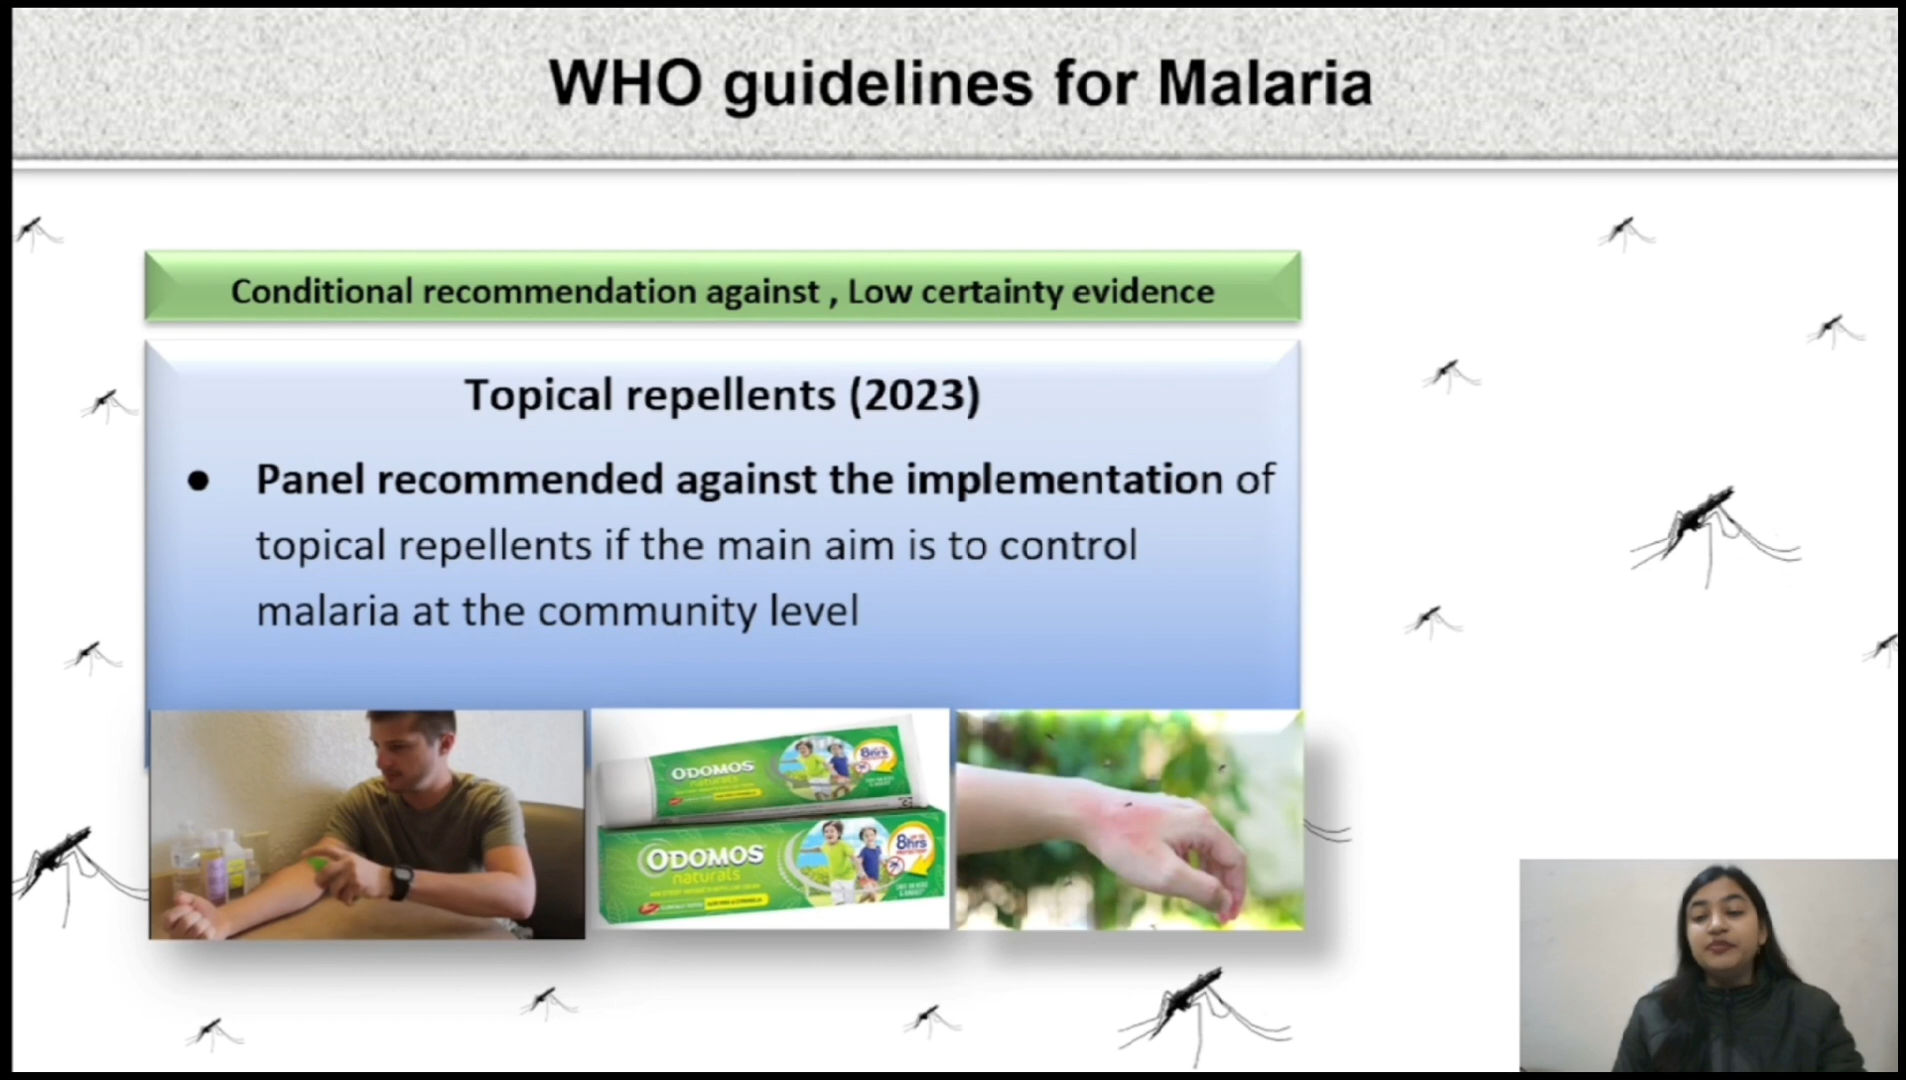 WHO guidelines for Malaria
Conditional recommendation against , Low certainty evidence
Topical repellents (2023)
● Panel recommended against the implementation of
topical repellents if the main aim is to control
malaria at the community level
ODOMOS
naturals
8hrs
ODOMOS
naturals
8hrs